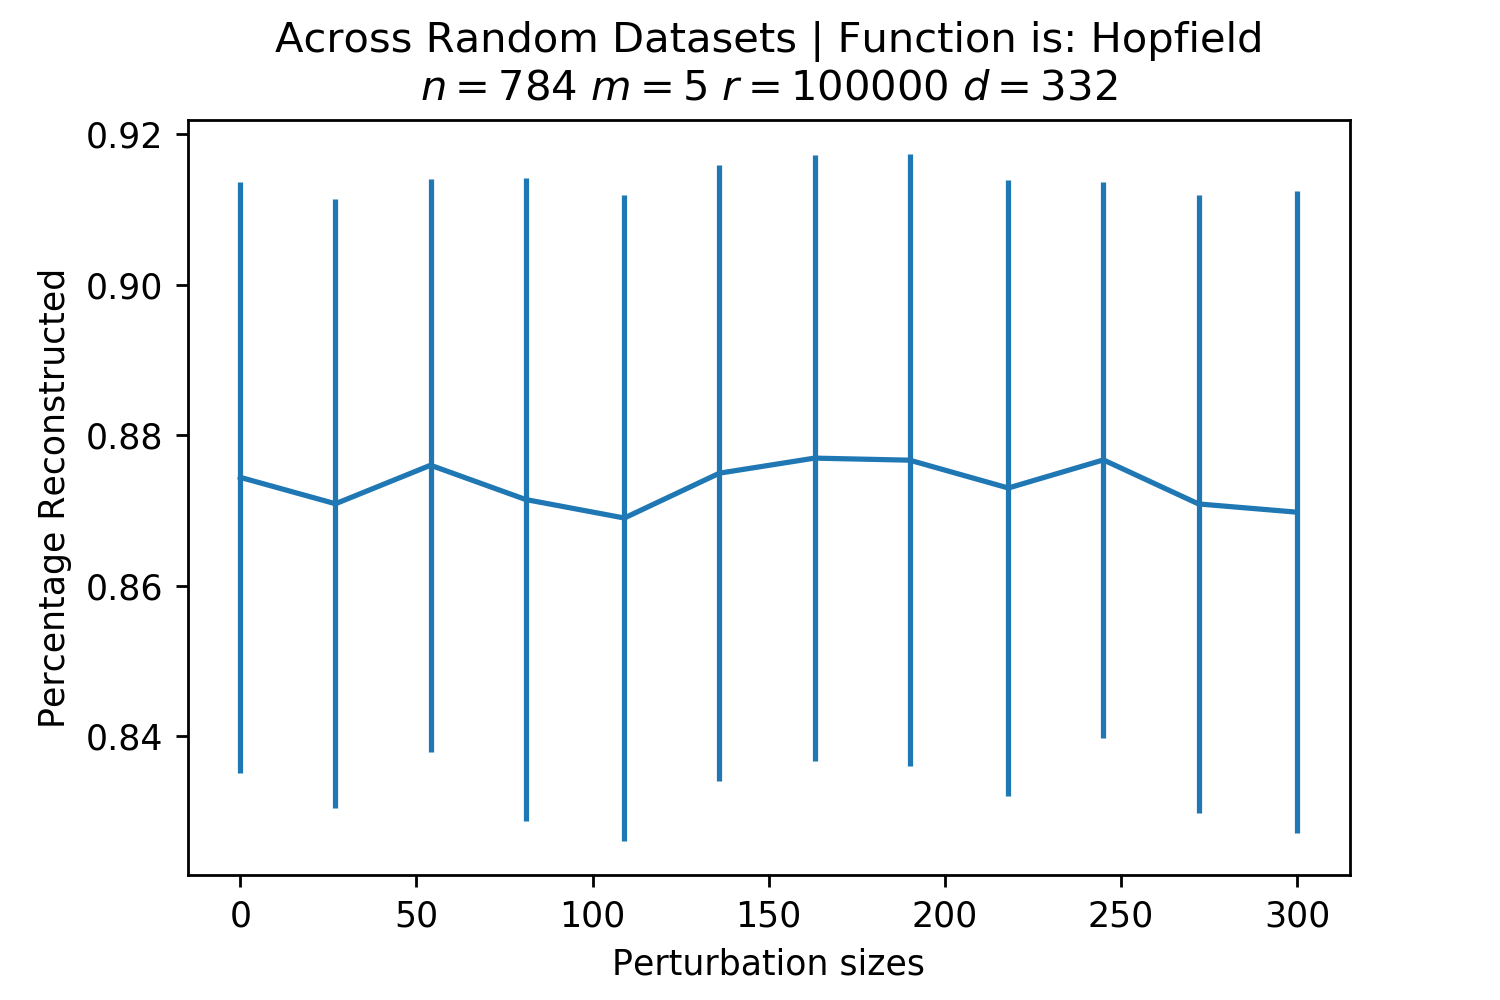 Across Random Datasets | Function is: Hopfield
n = 784 m = 5 r = 100000 d = 332
0.92
0.90
0.88
0.86
0.84
Percentage Reconstructed
0 50 100 150 200 250 300
Perturbation sizes